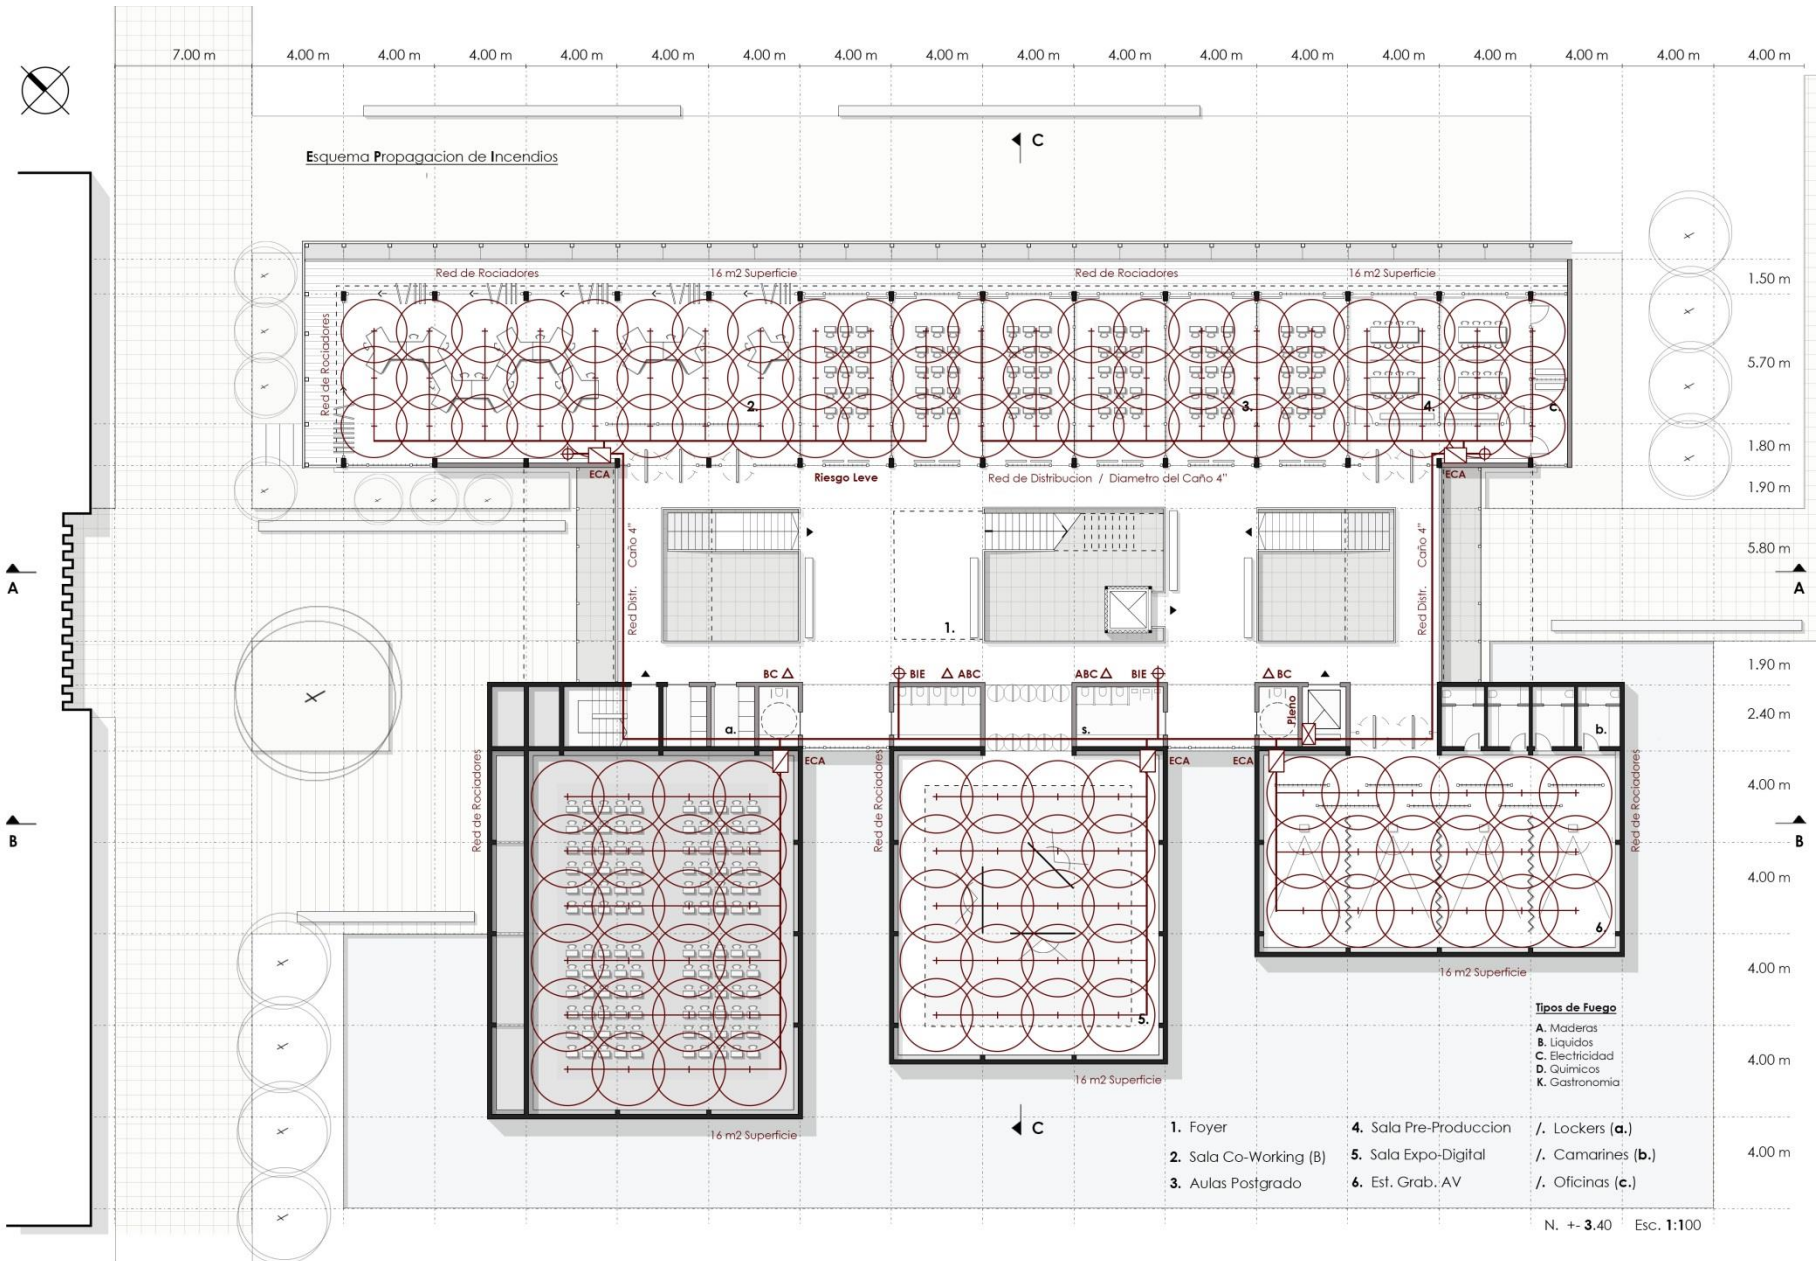 7.00 m 4.00 m 4.00 m 4.00 m 4.00 m 4.00 m 4.00 m 4.00 m 4.00 m 4.00 m 4.00 m 4.00 m 4.00 m 4.00 m 4.00 m 4.00 m 4.00 m 4.00 m
C
Esquema Propagacion de Incendios
Red de Rociadores
16 m2 Superficie
Red de Rociadores
16 m2 Superficie
1.50 m
Red de Rociadores
5.70 m
2.
3.
4.
c.
1.80 m
ECA
Riesgo Leve
Red de Distribucion / Diametro del Caño 4"
ECA
1.90 m
Red Distr. Caño 4"
Red Distr. Caño 4"
5.80 m
A
A
1.
1.90 m
BC
BIE
ABC
ABC
BIE
BC
Pleno
2.40 m
a.
s.
b.
Red de Rociadores
ECA
Red de Rociadores
ECA
ECA
Red de Rociadores
4.00 m
B
B
4.00 m
6.
16 m2 Superficie
4.00 m
5.
Tipos de Fuego
A. Maderas
B. Liquidos
C. Electricidad
D. Quimicos
K. Gastronomia
4.00 m
16 m2 Superficie
16 m2 Superficie
C
4.00 m
1. Foyer
2. Sala Co-Working (B)
3. Aulas Postgrado
4. Sala Pre-Produccion
5. Sala Expo-Digital
6. Est. Grab. AV
/. Lockers (a.)
/. Camarines (b.)
/. Oficinas (c.)
N. +- 3.40 Esc. 1:100